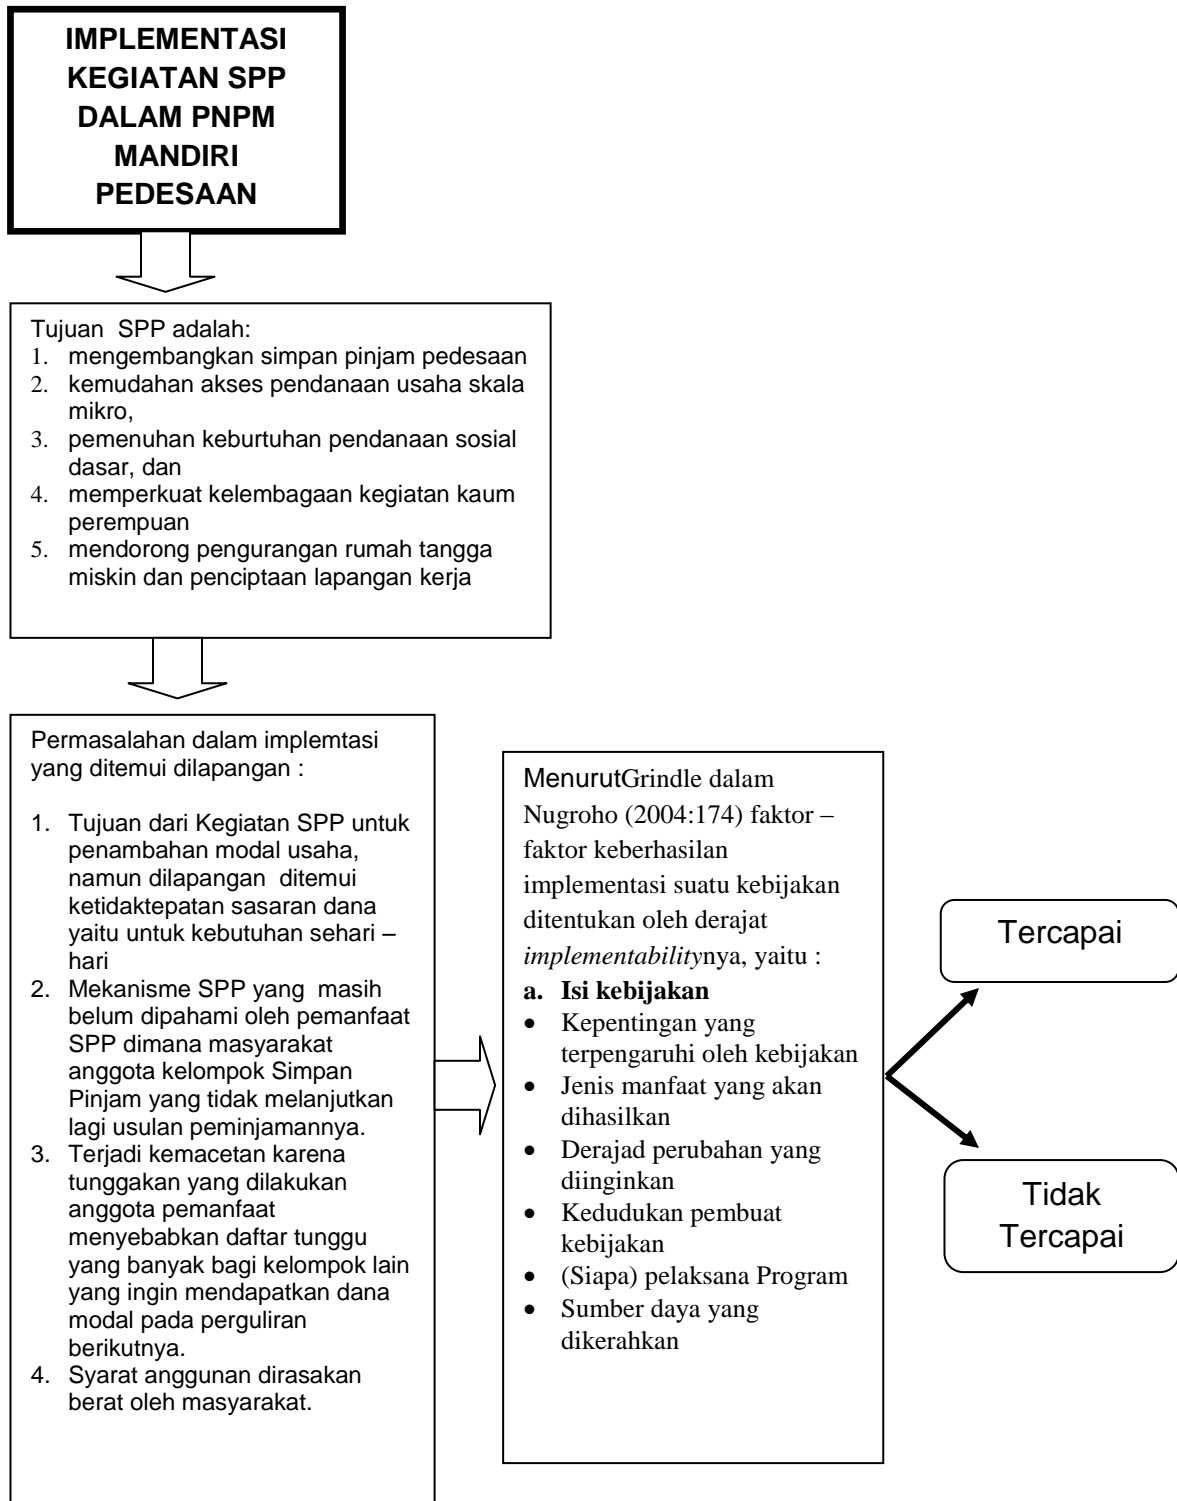 IMPLEMENTASI
KEGIATAN SPP
DALAM PNPM
MANDIRI
PEDESAAN
Tujuan SPP adalah:
1. mengembangkan simpan pinjam pedesaan
2. kemudahan akses pendanaan usaha skala
mikro,
3. pemenuhan keburtuhan pendanaan sosial
dasar, dan
4. memperkuat kelembagaan kegiatan kaum
perempuan
5. mendorong pengurangan rumah tangga
miskin dan penciptaan lapangan kerja
Permasalahan dalam implemtasi
yang ditemui dilapangan :
1. Tujuan dari Kegiatan SPP untuk
penambahan modal usaha,
namun dilapangan ditemui
ketidaktepatan sasaran dana
yaitu untuk kebutuhan sehari –
hari
2. Mekanisme SPP yang masih
belum dipahami oleh pemanfaat
SPP dimana masyarakat
anggota kelompok Simpan
Pinjam yang tidak melanjutkan
lagi usulan peminjamannya.
3. Terjadi kemacetan karena
tunggakan yang dilakukan
anggota pemanfaat
menyebabkan daftar tunggu
yang banyak bagi kelompok lain
yang ingin mendapatkan dana
modal pada perguliran
berikutnya.
4. Syarat anggunan dirasakan
berat oleh masyarakat.
MenurutGrindle dalam
Nugroho (2004:174) faktor –
faktor keberhasilan
implementasi suatu kebijakan
ditentukan oleh derajat
implementabilitynya, yaitu :
a. Isi kebijakan
• Kepentingan yang
terpengaruhi oleh kebijakan
• Jenis manfaat yang akan
dihasilkan
• Derajad perubahan yang
diinginkan
• Kedudukan pembuat
kebijakan
• (Siapa) pelaksana Program
• Sumber daya yang
dikerahkan
Tercapai
Tidak
Tercapai